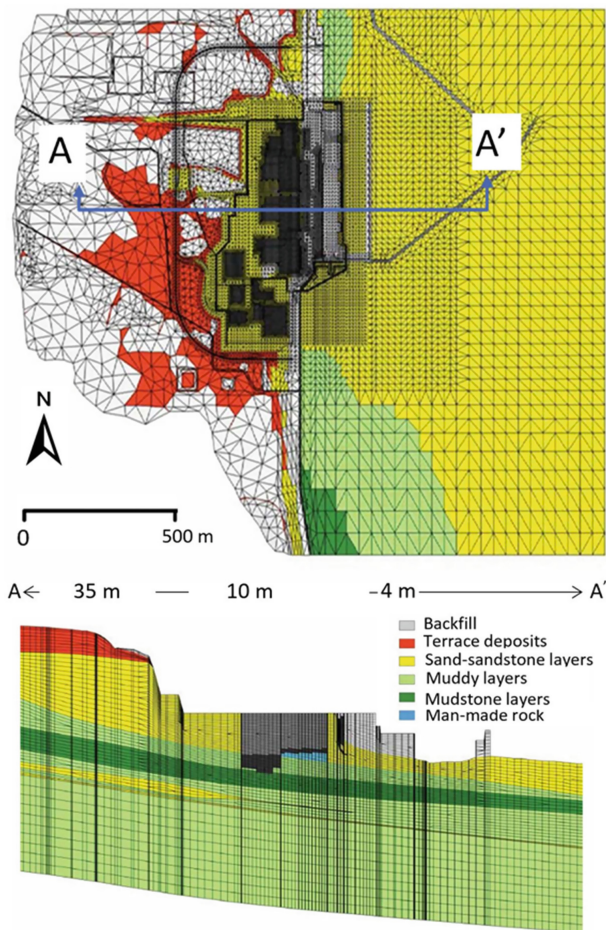 A
A'
N
0 500 m
A 35 m 10 m -4 m A'
Backfill
Terrace deposits
Sand-sandstone layers
Muddy layers
Mudstone layers
Man-made rock